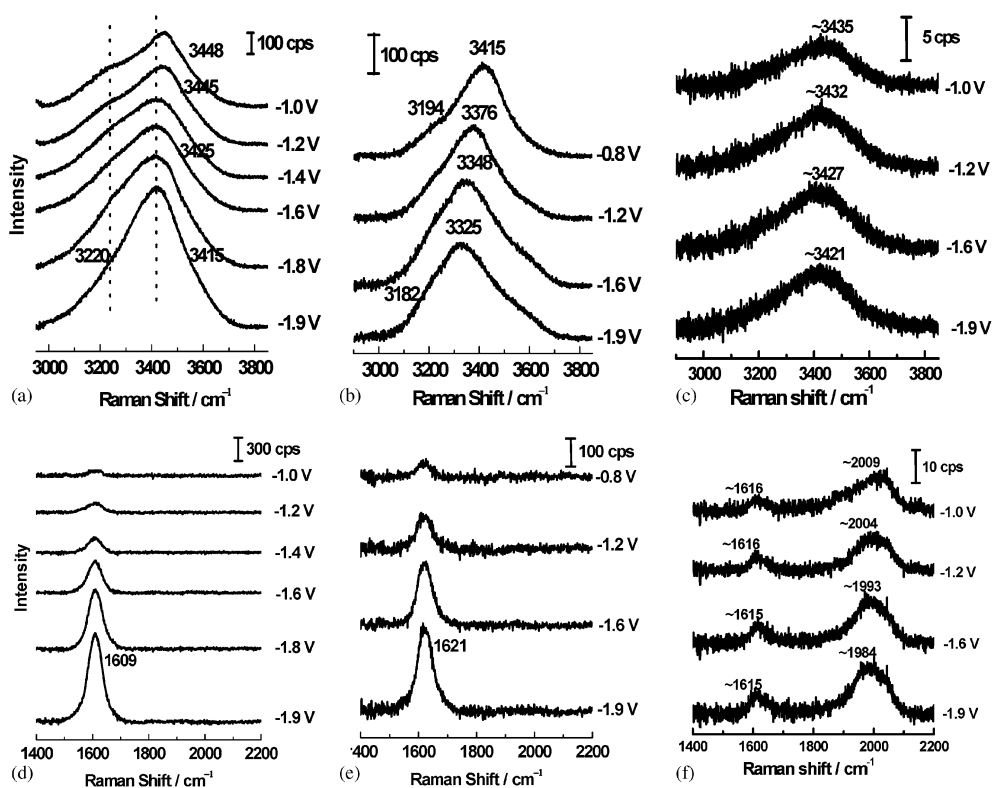 100 cps
3448
3445
3425
3220
3415
-1.0 V
-1.2 V
-1.4 V
-1.6 V
-1.8 V
-1.9 V
Intensity
3000 3200 3400 3600 3800
(a)
Raman Shift / cm⁻¹
100 cps
3415
3194
3376
3348
3325
3182
-0.8 V
-1.2 V
-1.6 V
-1.9 V
3000 3200 3400 3600 3800
(b)
Raman Shift / cm⁻¹
5 cps
~3435
-1.0 V
~3432
-1.2 V
~3427
-1.6 V
~3421
-1.9 V
3000 3200 3400 3600 3800
(c)
Raman shift / cm⁻¹
300 cps
-1.0 V
-1.2 V
-1.4 V
-1.6 V
-1.8 V
1609
-1.9 V
Intensity
1400 1600 1800 2000 2200
(d)
Raman Shift / cm⁻¹
100 cps
-0.8 V
-1.2 V
-1.6 V
1621
-1.9 V
1400 1600 1800 2000 2200
(e)
Raman Shift / cm⁻¹
10 cps
~2009
~1616
-1.0 V
~2004
~1616
-1.2 V
~1993
~1615
-1.6 V
~1984
~1615
-1.9 V
1400 1600 1800 2000 2200
(f)
Raman shift / cm⁻¹